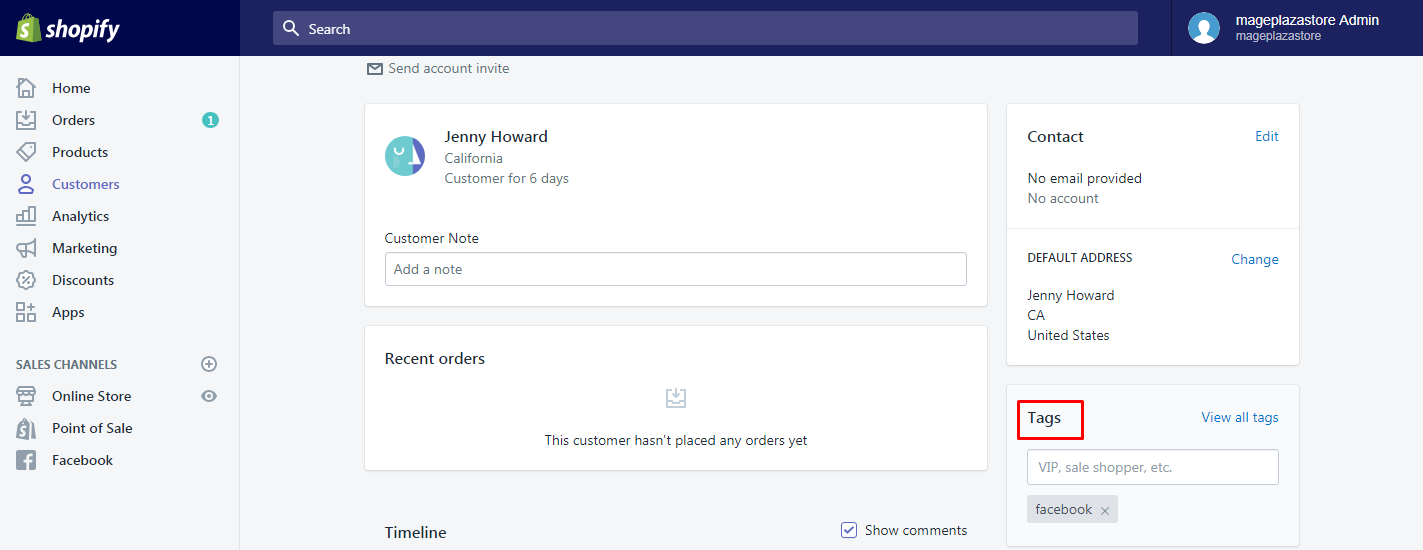 shopify
Search
mageplazastore Admin
mageplazastore
Home
Orders
1
Products
Customers
Analytics
Marketing
Discounts
Apps
SALES CHANNELS
Online Store
Point of Sale
Facebook
Send account invite
Jenny Howard
California
Customer for 6 days
Customer Note
Add a note
Recent orders
This customer hasn't placed any orders yet
Timeline
Show comments
Contact
Edit
No email provided
No account
DEFAULT ADDRESS
Change
Jenny Howard
CA
United States
Tags
View all tags
VIP, sale shopper, etc.
facebook ×